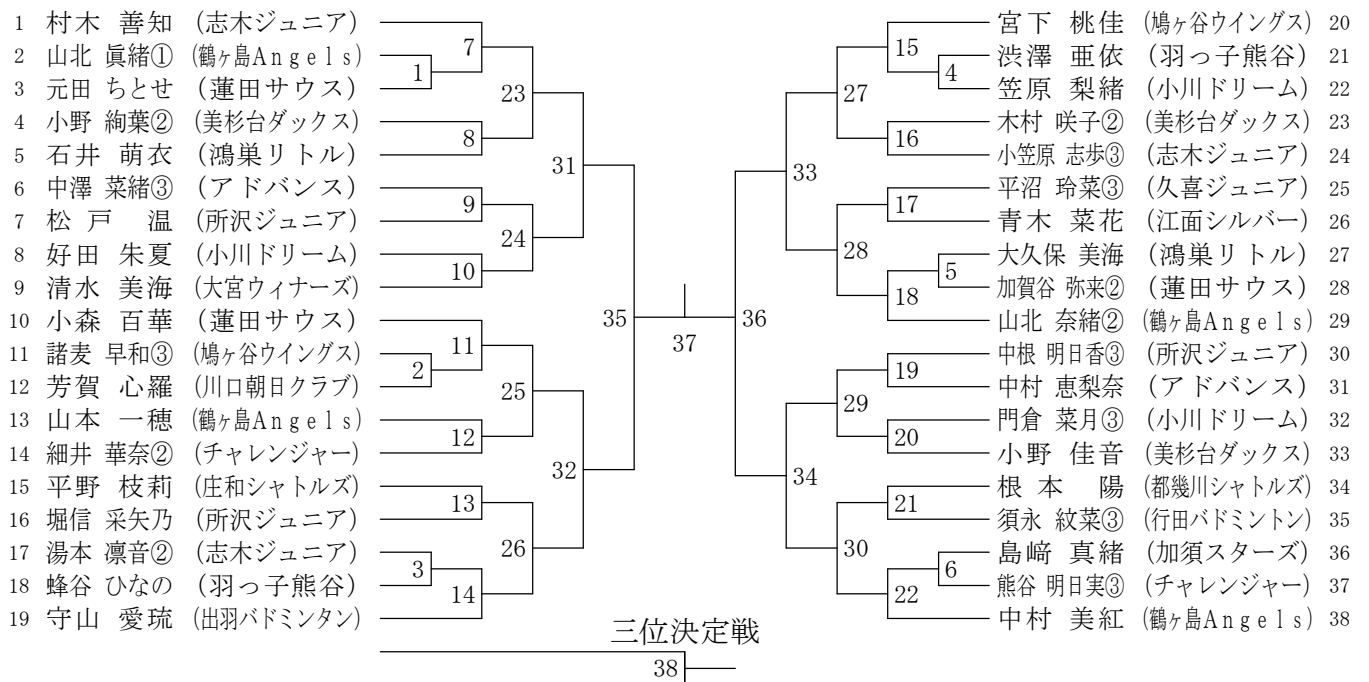 1 村木 善知 (志木ジュニア)
2 山北 眞緒① (鶴ヶ島Angels)
3 元田 ちとせ (蓮田サウス)
4 小野 絢葉② (美杉台ダックス)
5 石井 萌衣 (鴻巣リトル)
6 中澤 菜緒③ (アドバンス)
7 松戸 温 (所沢ジュニア)
8 好田 朱夏 (小川ドリーム)
9 清水 美海 (大宮ウィナーズ)
10 小森 百華 (蓮田サウス)
11 諸麦 早和③ (鳩ヶ谷ウイングス)
12 芳賀 心羅 (川口朝日クラブ)
13 山本 一穂 (鶴ヶ島Angels)
14 細井 華奈② (チャレンジャー)
15 平野 枝莉 (庄和シャトルズ)
16 堀信 采矢乃 (所沢ジュニア)
17 湯本 凛音② (志木ジュニア)
18 蜂谷 ひなの (羽っ子熊谷)
19 守山 愛琉 (出羽バドミンタン)
7
1
23
8
31
9
24
10
35
11
2
25
12
32
13
26
3
14
37
36
15
4
27
16
33
17
28
5
18
19
29
20
34
21
30
6
22
宮下 桃佳 (鳩ヶ谷ウイングス) 20
渋澤 亜依 (羽っ子熊谷) 21
笠原 梨緒 (小川ドリーム) 22
木村 咲子② (美杉台ダックス) 23
小笠原 志歩③ (志木ジュニア) 24
平沼 玲菜③ (久喜ジュニア) 25
青木 菜花 (江面シルバー) 26
大久保 美海 (鴻巣リトル) 27
加賀谷 弥来② (蓮田サウス) 28
山北 奈緒② (鶴ヶ島Angels) 29
中根 明日香③ (所沢ジュニア) 30
中村 恵梨奈 (アドバンス) 31
門倉 菜月③ (小川ドリーム) 32
小野 佳音 (美杉台ダックス) 33
根本 陽 (都幾川シャトルズ) 34
須永 紋菜③ (行田バドミントン) 35
島﨑 真緒 (加須スターズ) 36
熊谷 明日実③ (チャレンジャー) 37
中村 美紅 (鶴ヶ島Angels) 38
三位決定戦
38